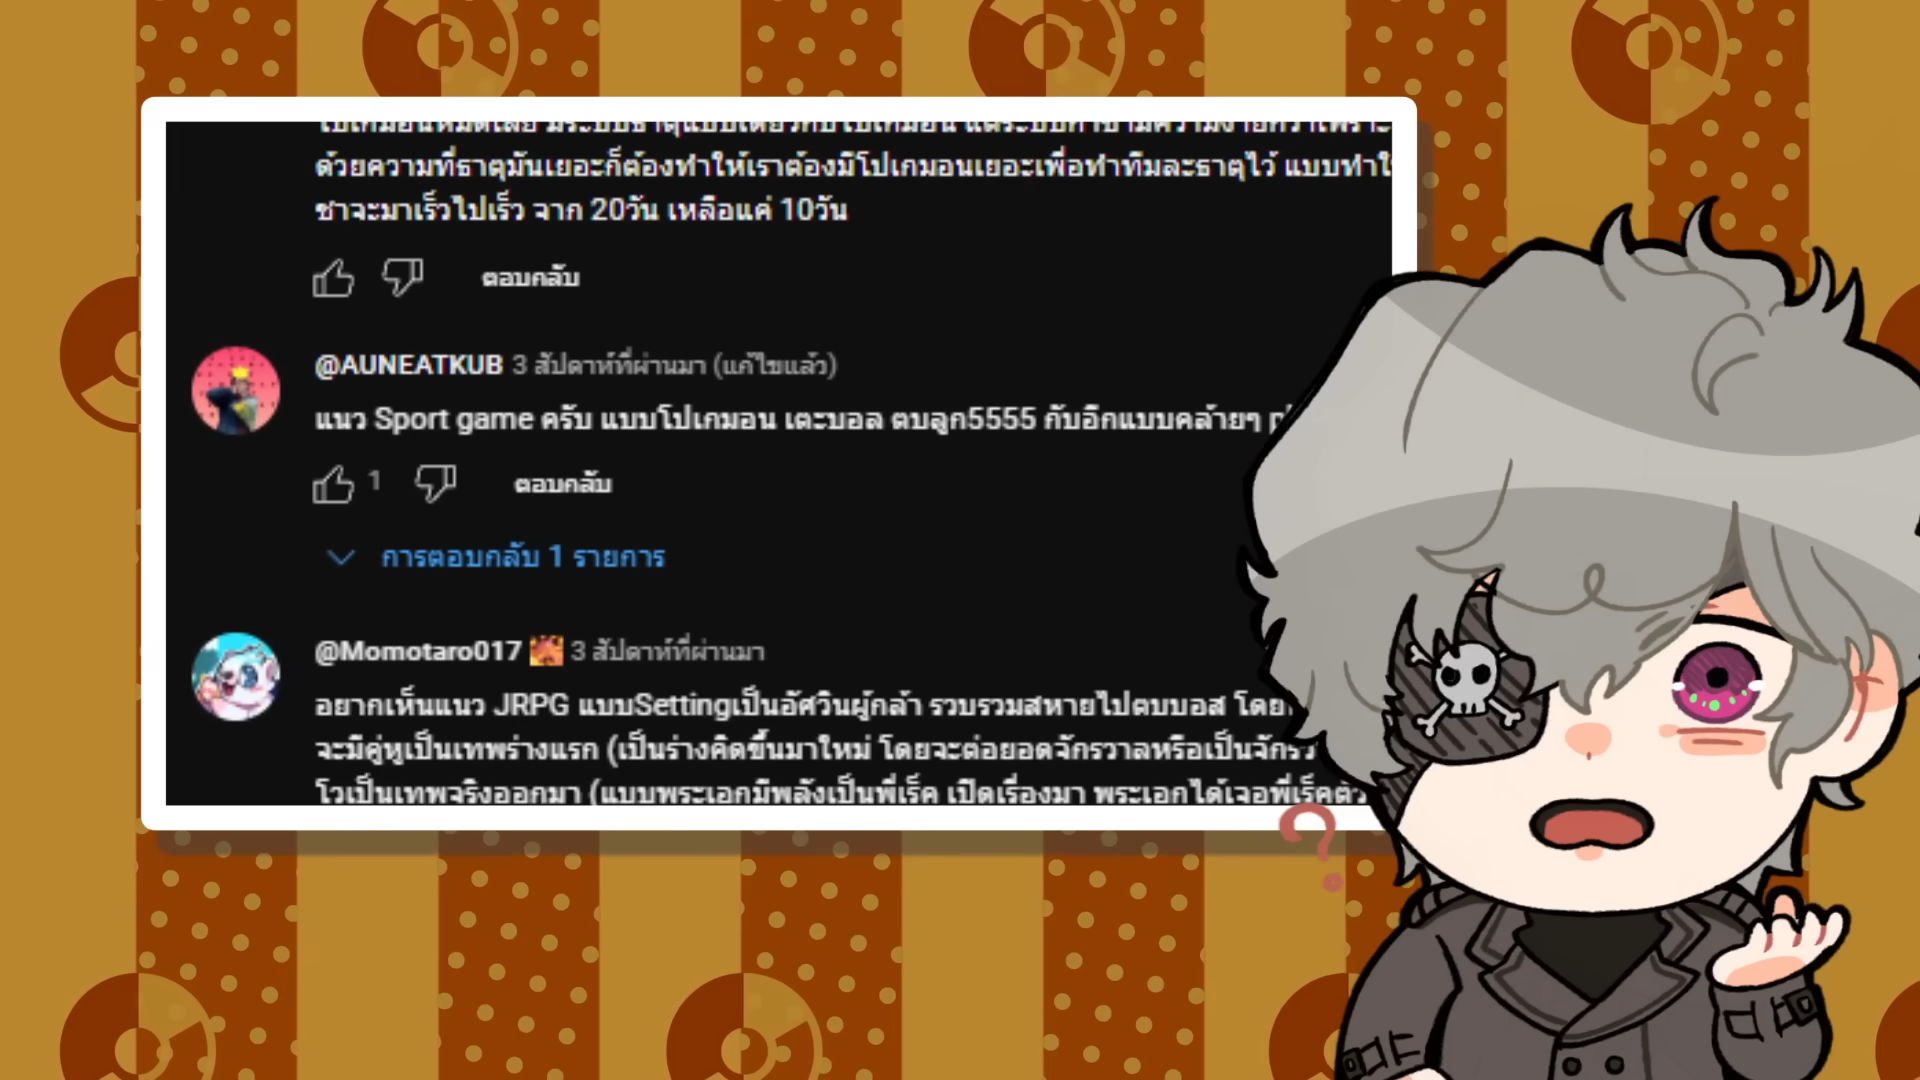 ด้วยความที่ธาตุมันเยอะก็ต้องทำให้เราต้องมีโปเกมอนเยอะเพื่อทำทีมละธาตุไว้ แบบทำใ
ชาจะมาเร็วไปเร็ว จาก 20วัน เหลือแค่ 10วัน
ตอบกลับ
@AUNEATKUB 3 สัปดาห์ที่ผ่านมา (แก้ไขแล้ว)
แนว Sport game ครับ แบบโปเกมอน เตะบอล ตบลูก5555 กับอีกแบบคล้ายๆ
1 ตอบกลับ
การตอบกลับ 1 รายการ
@Momotaro017 3 สัปดาห์ที่ผ่านมา
อยากเห็นแนว JRPG แบบSettingเป็นอัศวินผู้กล้า รวบรวมสหายไปตบบอส โดย
จะมีคู่หูเป็นเทพร่างแรก (เป็นร่างคิดขึ้นมาใหม่ โดยจะต่อยอดจักรวาลหรือเป็นจักรว
โวเป็นเทพจริงออกมา (แบบพระเอกมีพลังเป็นพี่เร็ค เปิดเรื่องมา พระเอกได้เจอพี่เร็คตัว
?